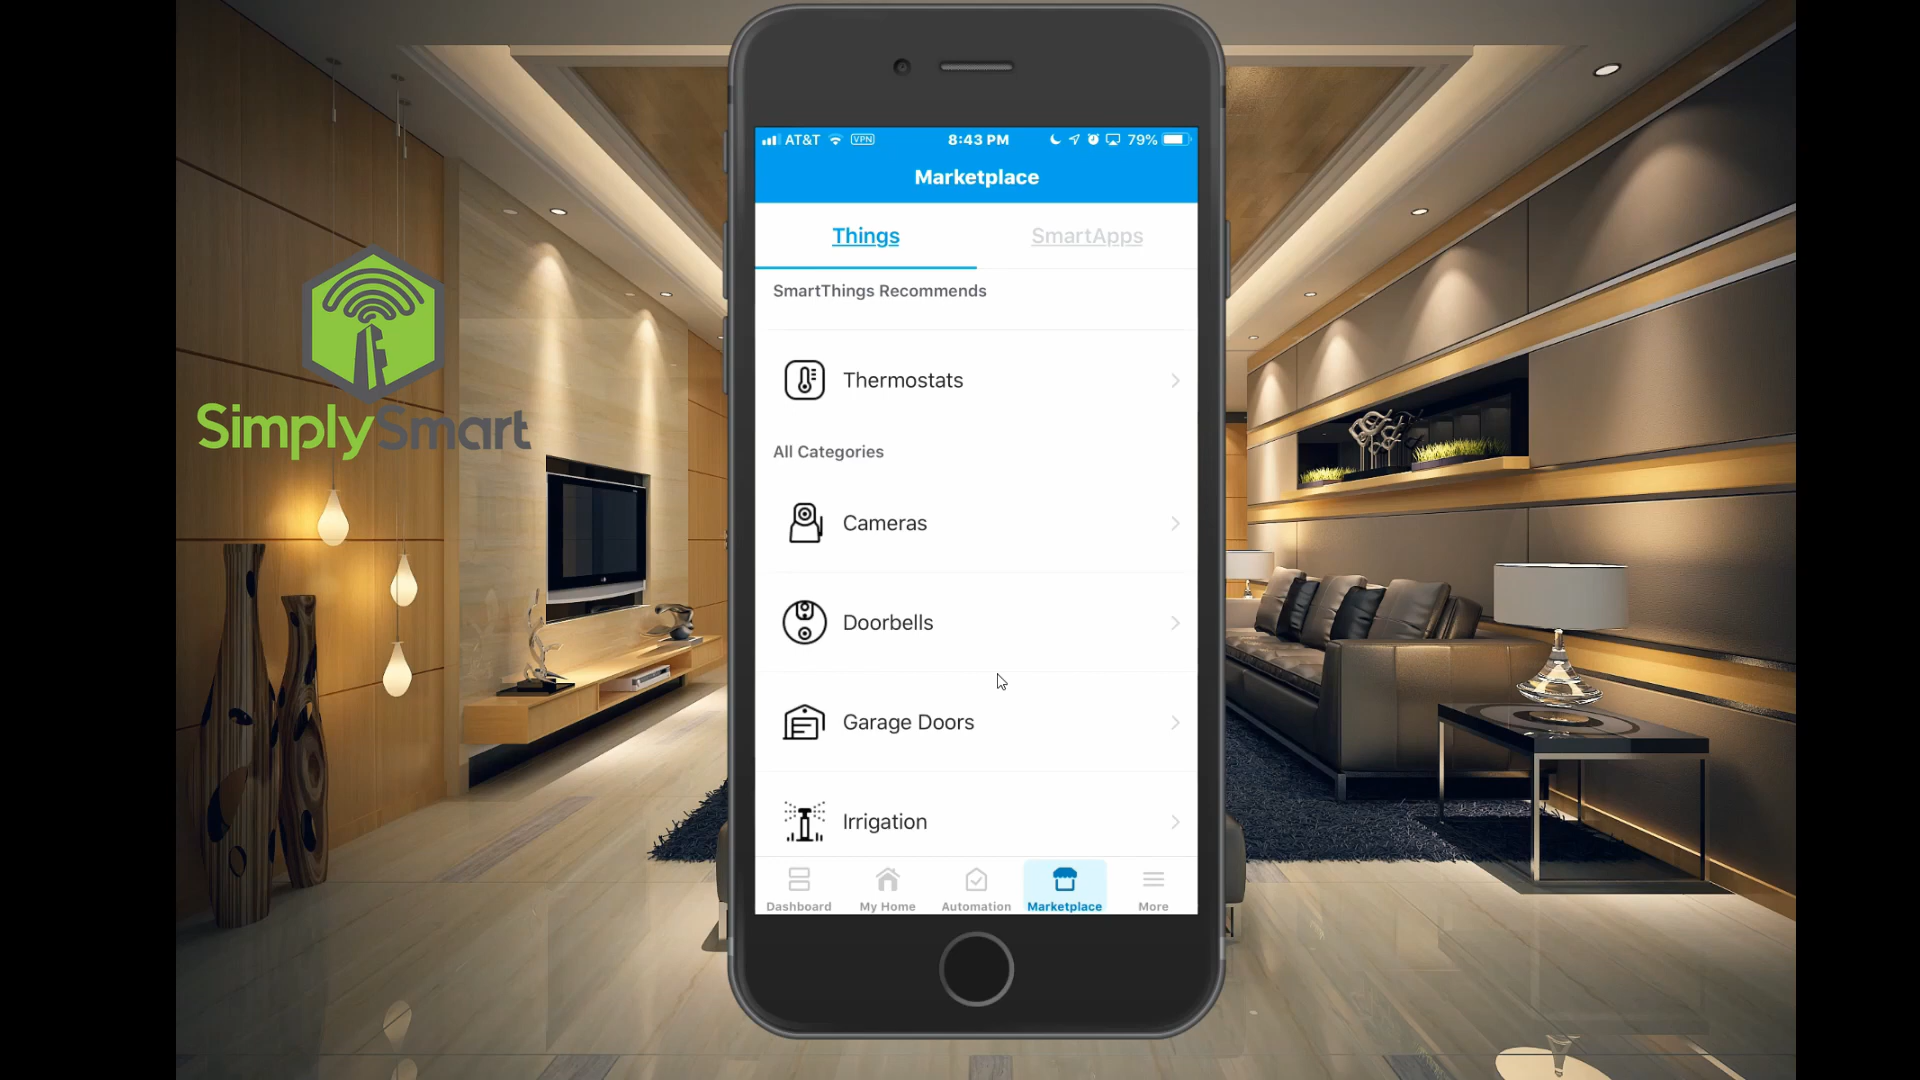 AT&T VPN 8:43 PM 79%
Marketplace
Things SmartApps
SmartThings Recommends
Thermostats
All Categories
Cameras
Doorbells
Garage Doors
Irrigation
Dashboard My Home Automation Marketplace More
SimplySmart